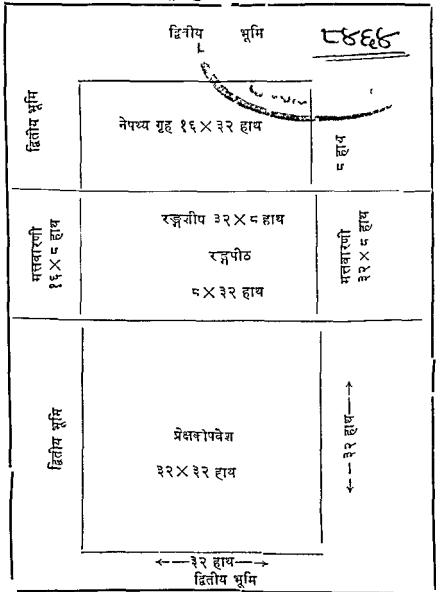 द्वितीय भूमि
८४६४
द्वितीय भूमि
नेपथ्य गृह १६×३२ हाथ
८ हाथ
मत्तवारणी
१६×८ हाथ
रङ्गशीप ३२×८ हाथ
रङ्गपीठ
८×३२ हाथ
मत्तवारणी
३२×८ हाथ
द्वितीय भूमि
प्रेक्षकोपवेश
३२×३२ हाथ
←—३२ हाथ—→
←—३२ हाथ—→
द्वितीय भूमि